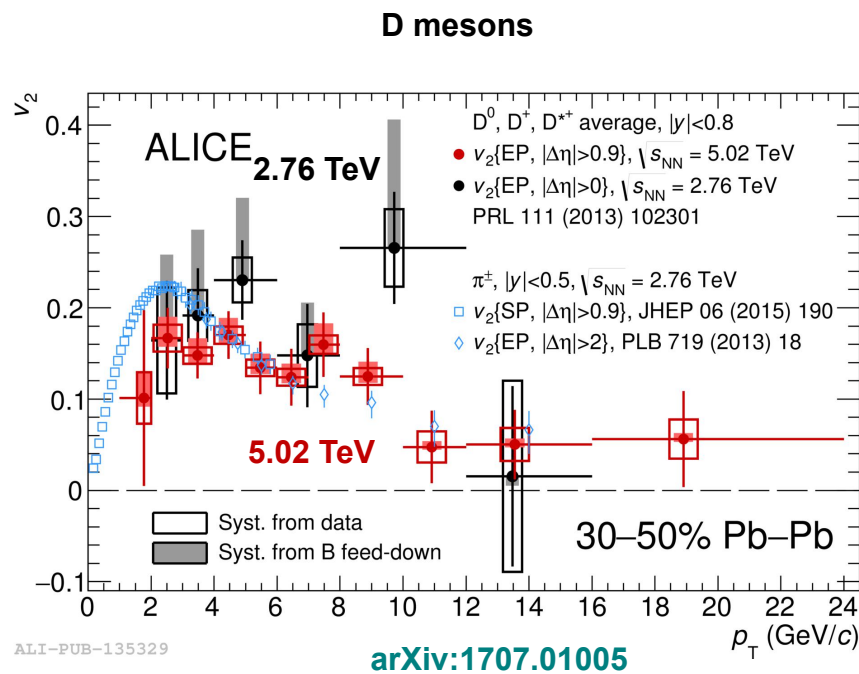 D mesons
v₂
0.4
0.3
0.2
0.1
0
−0.1
ALICE
2.76 TeV
D⁰, D⁺, D*⁺ average, |y|<0.8
v₂{EP, |Δη|>0.9}, √s_NN = 5.02 TeV
v₂{EP, |Δη|>0}, √s_NN = 2.76 TeV
PRL 111 (2013) 102301
π±, |y|<0.5, √s_NN = 2.76 TeV
v₂{SP, |Δη|>0.9}, JHEP 06 (2015) 190
v₂{EP, |Δη|>2}, PLB 719 (2013) 18
5.02 TeV
Syst. from data
Syst. from B feed-down
30–50% Pb–Pb
0 2 4 6 8 10 12 14 16 18 20 22 24
p_T (GeV/c)
ALI−PUB−135329
arXiv:1707.01005